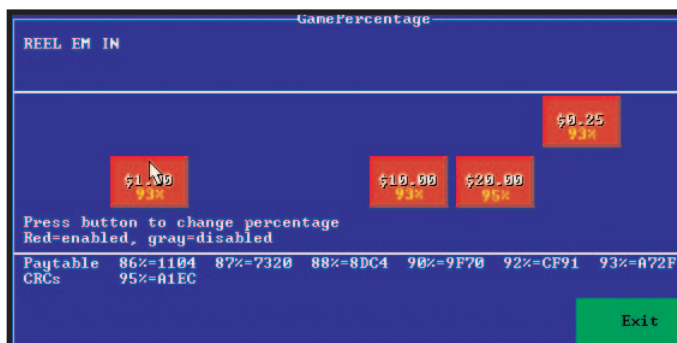 GamePercentage
REEL EM IN
$0.25
93%
$1.00 $10.00 $20.00
93% 93% 95%
Press button to change percentage
Red=enabled, gray=disabled
Paytable 86%=1104 87%=7320 88%=8DC4 90%=9F70 92%=CF91 93%=A72F
CRCs 95%=A1EC
Exit